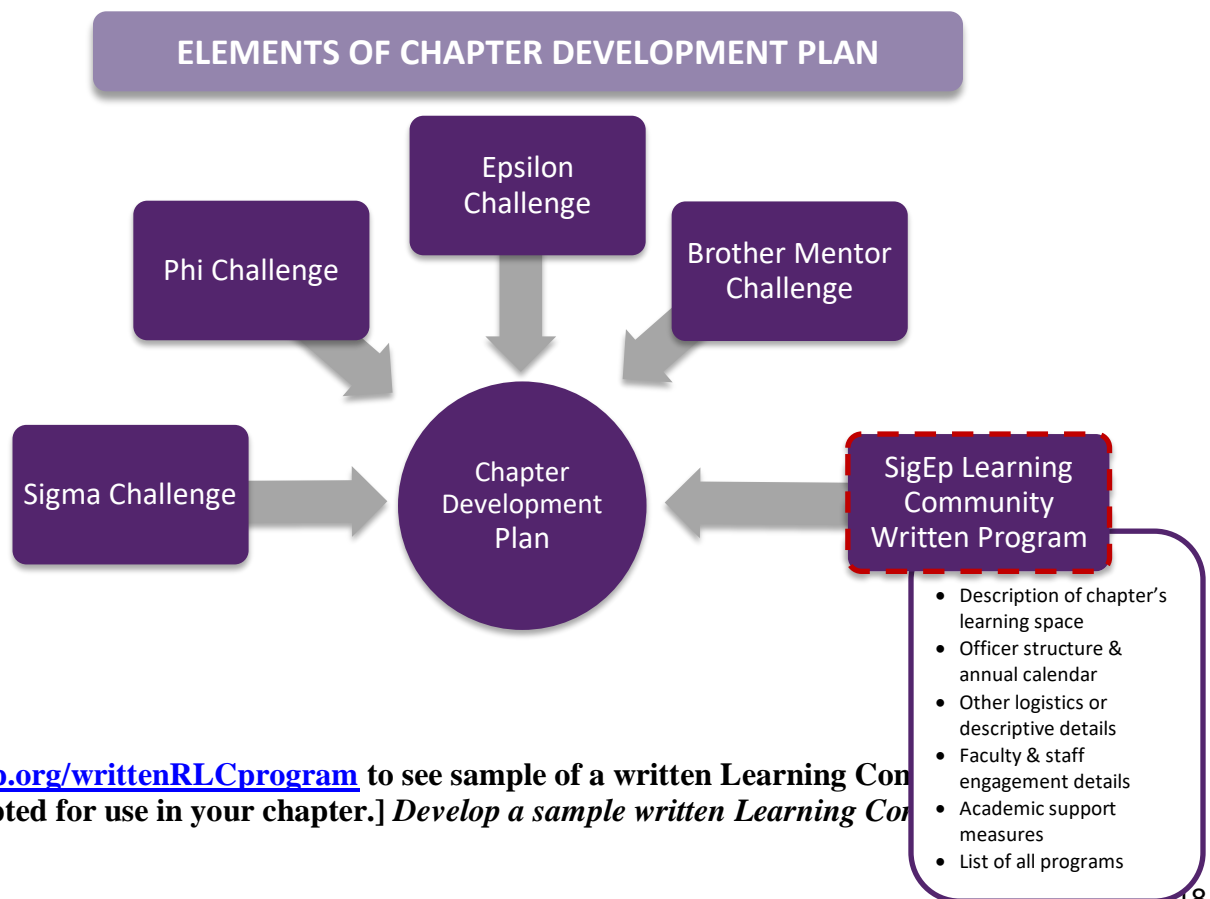 ELEMENTS OF CHAPTER DEVELOPMENT PLAN
Epsilon
Challenge
Phi Challenge
Brother Mentor
Challenge
Sigma Challenge
Chapter
Development
Plan
SigEp Learning
Community
Written Program
• Description of chapter’s
learning space
• Officer structure &
annual calendar
• Other logistics or
descriptive details
• Faculty & staff
engagement details
• Academic support
measures
• List of all programs
.org/writtenRLCprogram to see sample of a written Learning
for use in your chapter.] Develop a sample written Learning